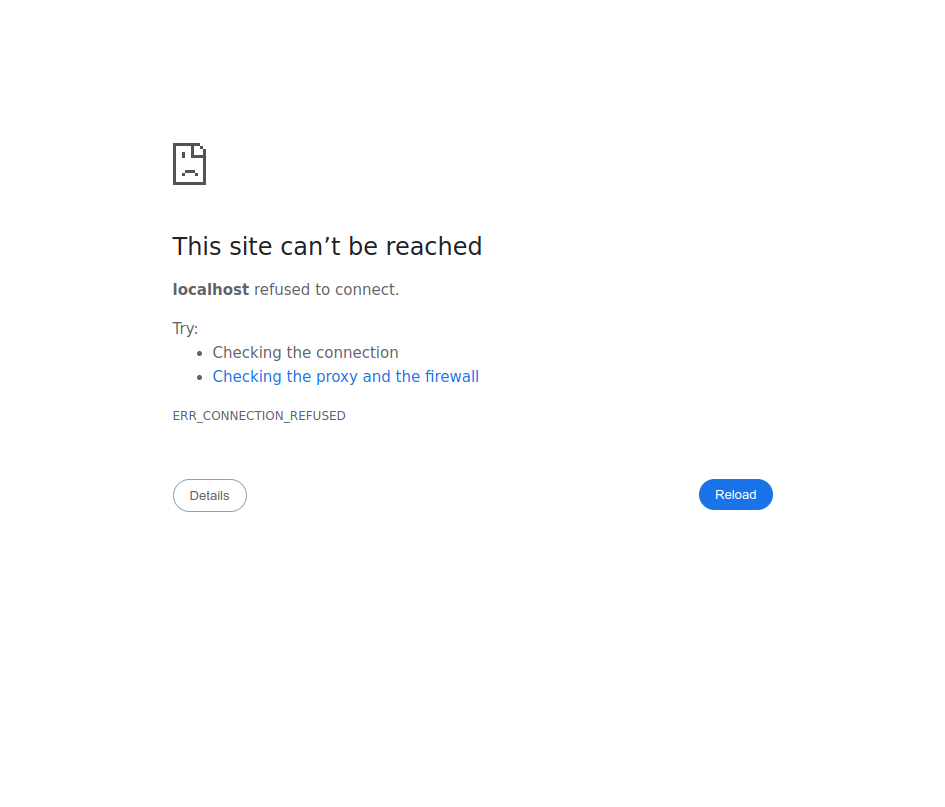 This site can’t be reached
localhost refused to connect.
Try:
Checking the connection
Checking the proxy and the firewall
ERR_CONNECTION_REFUSED
Details
Reload